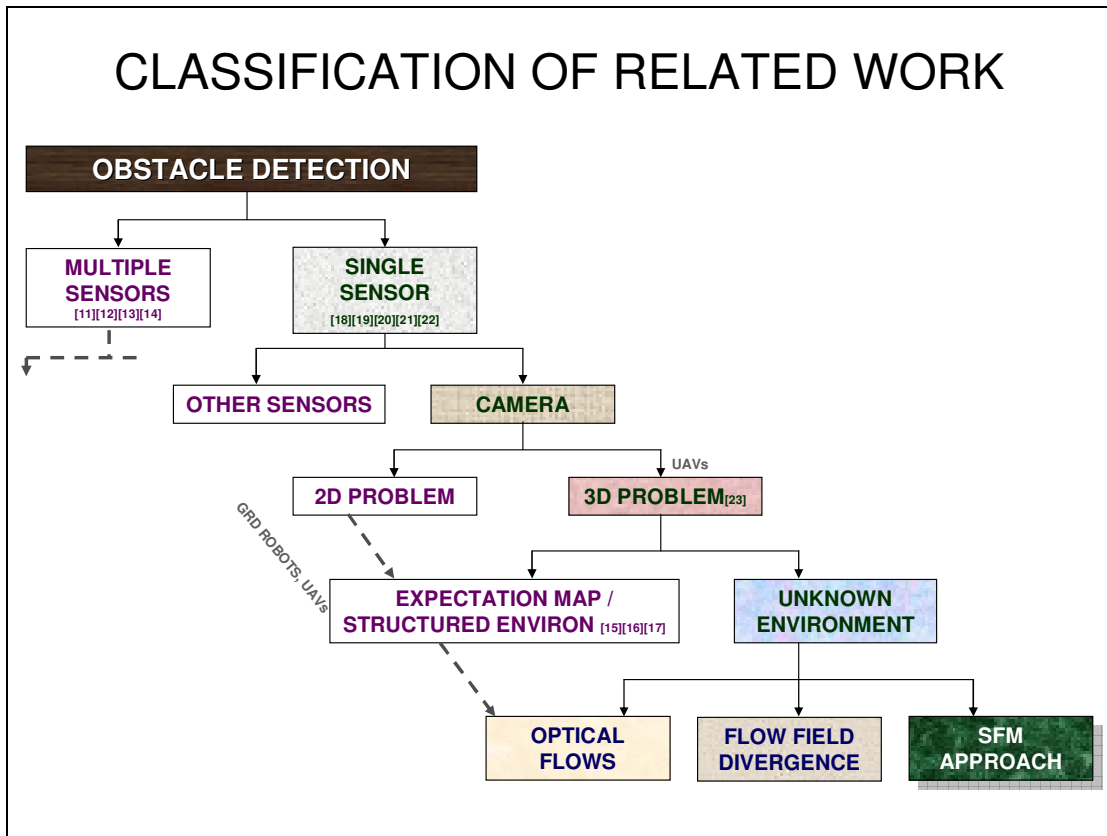 CLASSIFICATION OF RELATED WORK
OBSTACLE DETECTION
MULTIPLE
SENSORS
[11][12][13][14]
SINGLE
SENSOR
[18][19][20][21][22]
OTHER SENSORS
CAMERA
UAVs
2D PROBLEM
3D PROBLEM[23]
GRD ROBOTS, UAVs
EXPECTATION MAP /
STRUCTURED ENVIRON [15][16][17]
UNKNOWN
ENVIRONMENT
OPTICAL
FLOWS
FLOW FIELD
DIVERGENCE
SFM
APPROACH